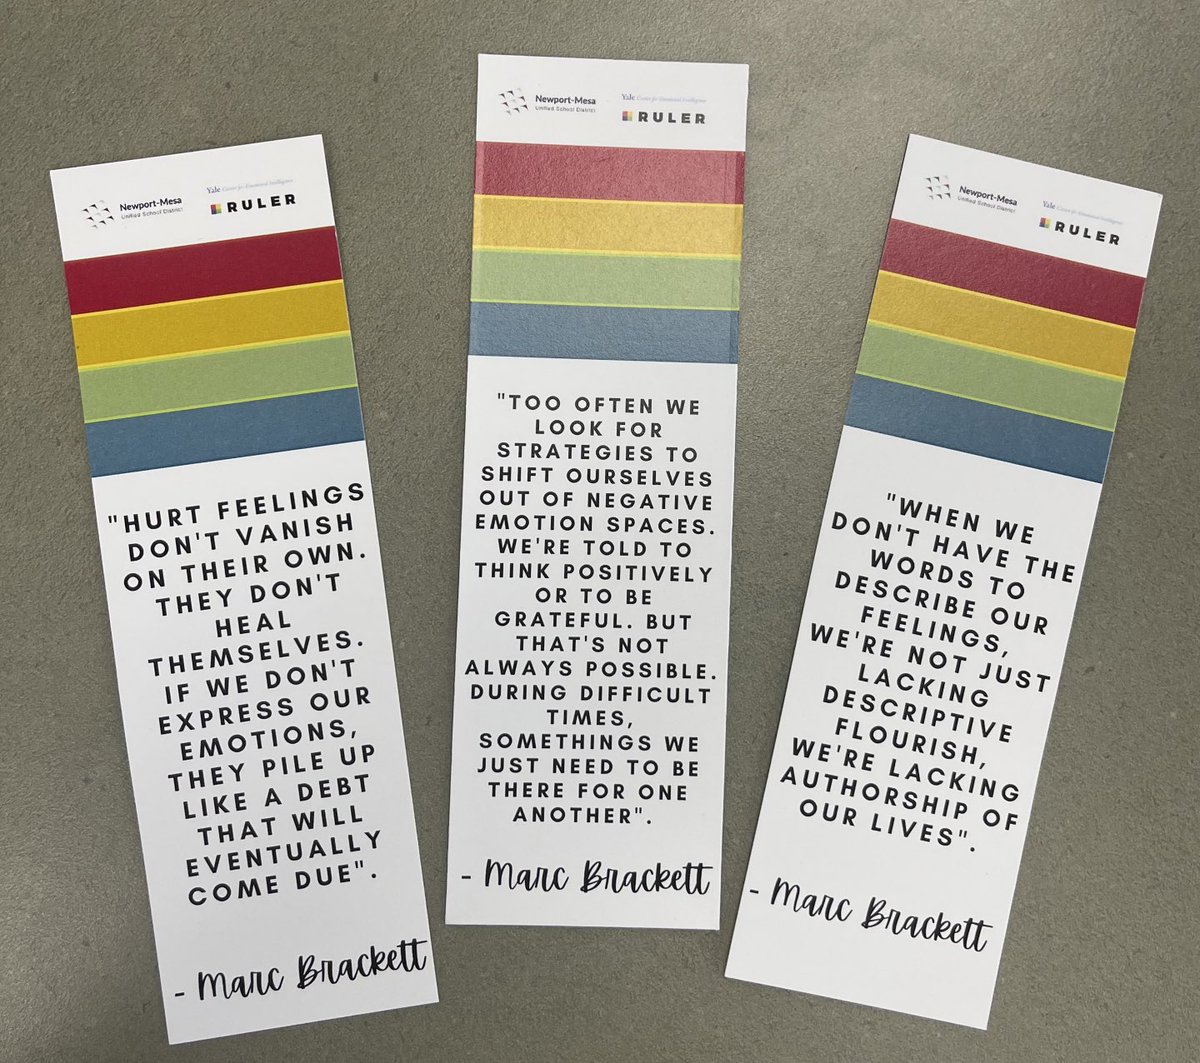 Newport-Mesa
Unified School District
Yale Center for Emotional Intelligence
RULER
"HURT FEELINGS
DON'T VANISH
ON THEIR OWN.
THEY DON'T
HEAL
THEMSELVES.
IF WE DON'T
EXPRESS OUR
EMOTIONS,
THEY PILE UP
LIKE A DEBT
THAT WILL
EVENTUALLY
COME DUE".
- Marc Brackett
Newport-Mesa
Unified School District
Yale Center for Emotional Intelligence
RULER
"TOO OFTEN WE
LOOK FOR
STRATEGIES TO
SHIFT OURSELVES
OUT OF NEGATIVE
EMOTION SPACES.
WE'RE TOLD TO
THINK POSITIVELY
OR TO BE
GRATEFUL. BUT
THAT'S NOT
ALWAYS POSSIBLE.
DURING DIFFICULT
TIMES,
SOMETHINGS WE
JUST NEED TO BE
THERE FOR ONE
ANOTHER".
- Marc Brackett
Newport-Mesa
Unified School District
Yale Center for Emotional Intelligence
RULER
"WHEN WE
DON'T HAVE THE
WORDS TO
DESCRIBE OUR
FEELINGS,
WE'RE NOT JUST
LACKING
DESCRIPTIVE
FLOURISH,
WE'RE LACKING
AUTHORSHIP OF
OUR LIVES".
- Marc Brackett